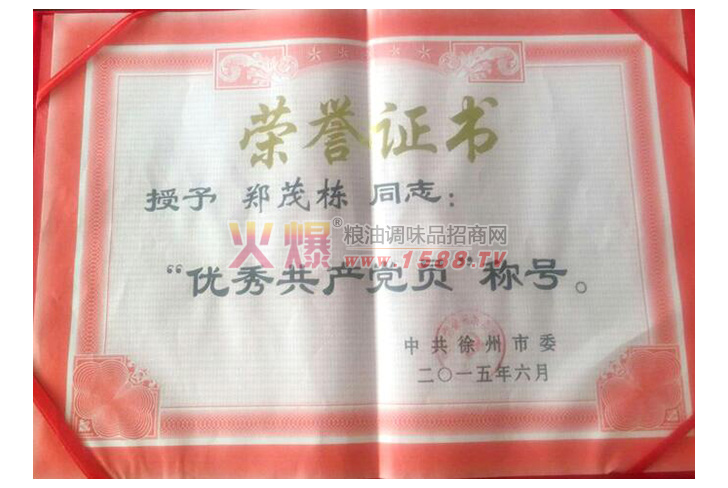 荣誉证书
授予 郑茂栋 同志：
火爆®粮油调味品招商网
www.1588.TV
“优秀共产党员”称号。
中共徐州市委
二〇一五年六月